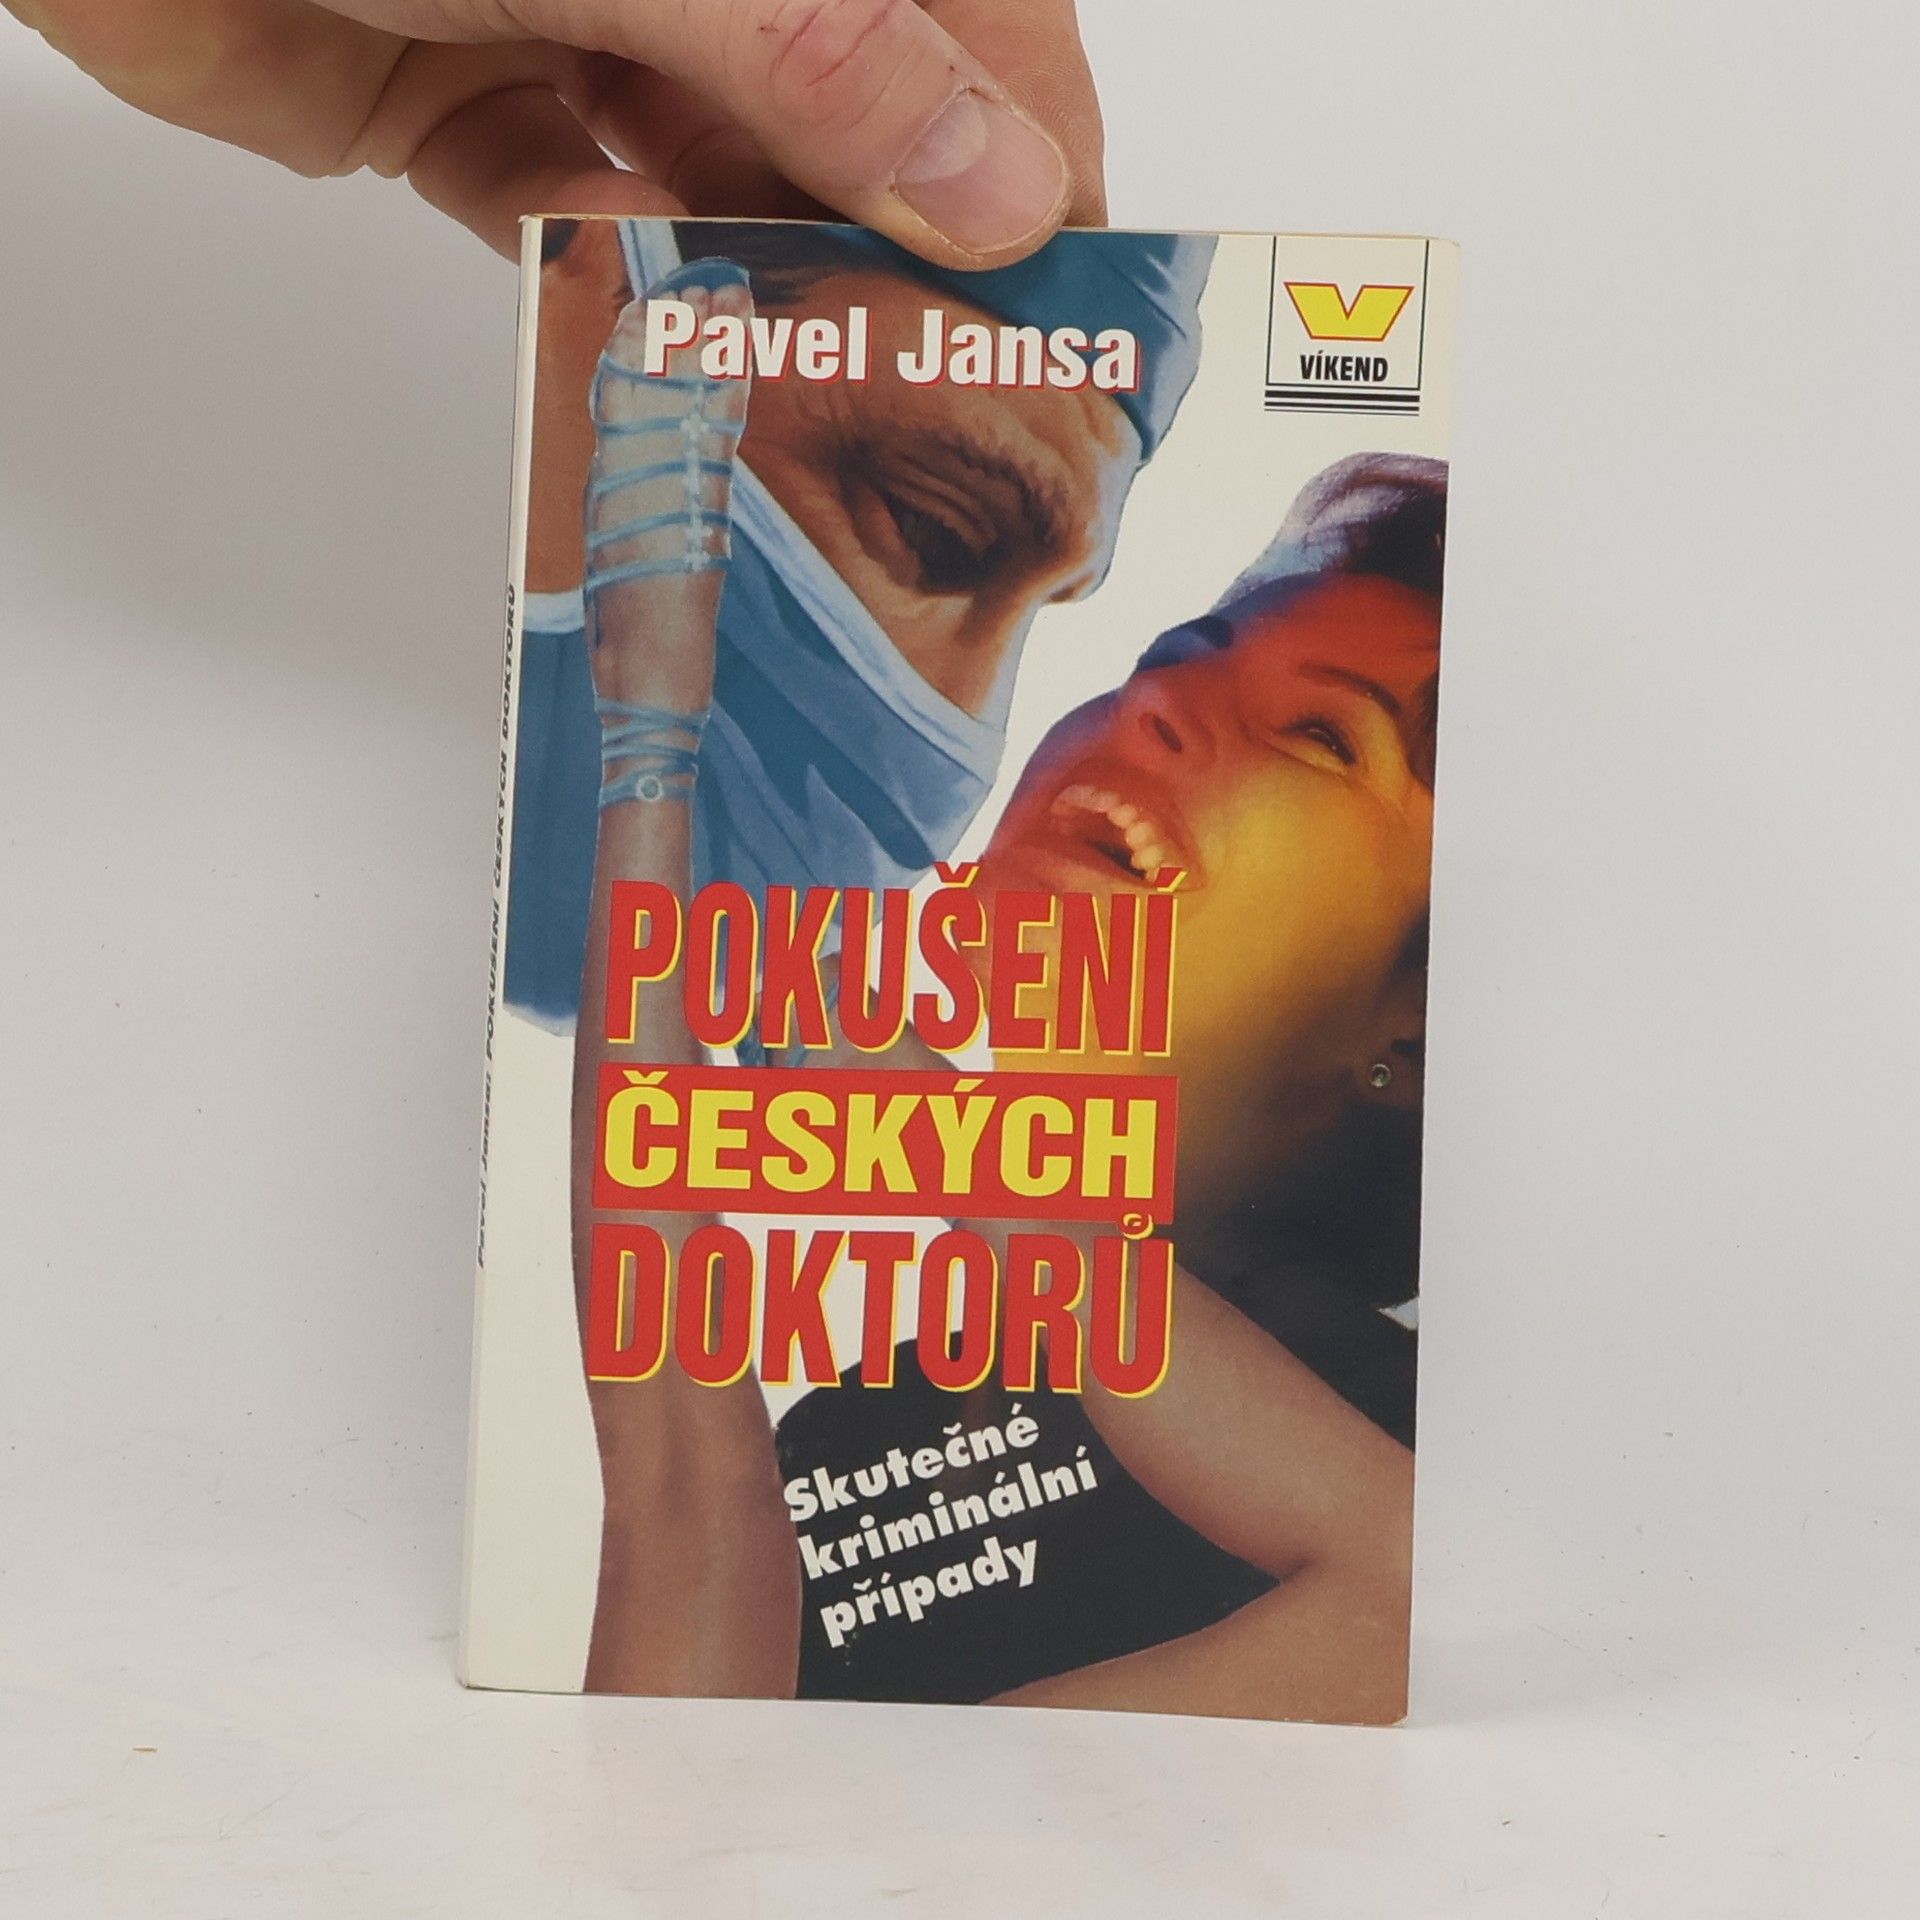 Pavel Jansa
V
VÍKEND
POKUŠENÍ
ČESKÝCH
DOKTORŮ
Skutečné
kriminální
případy
Pavel Jansa: POKUŠENÍ ČESKÝCH DOKTORŮ